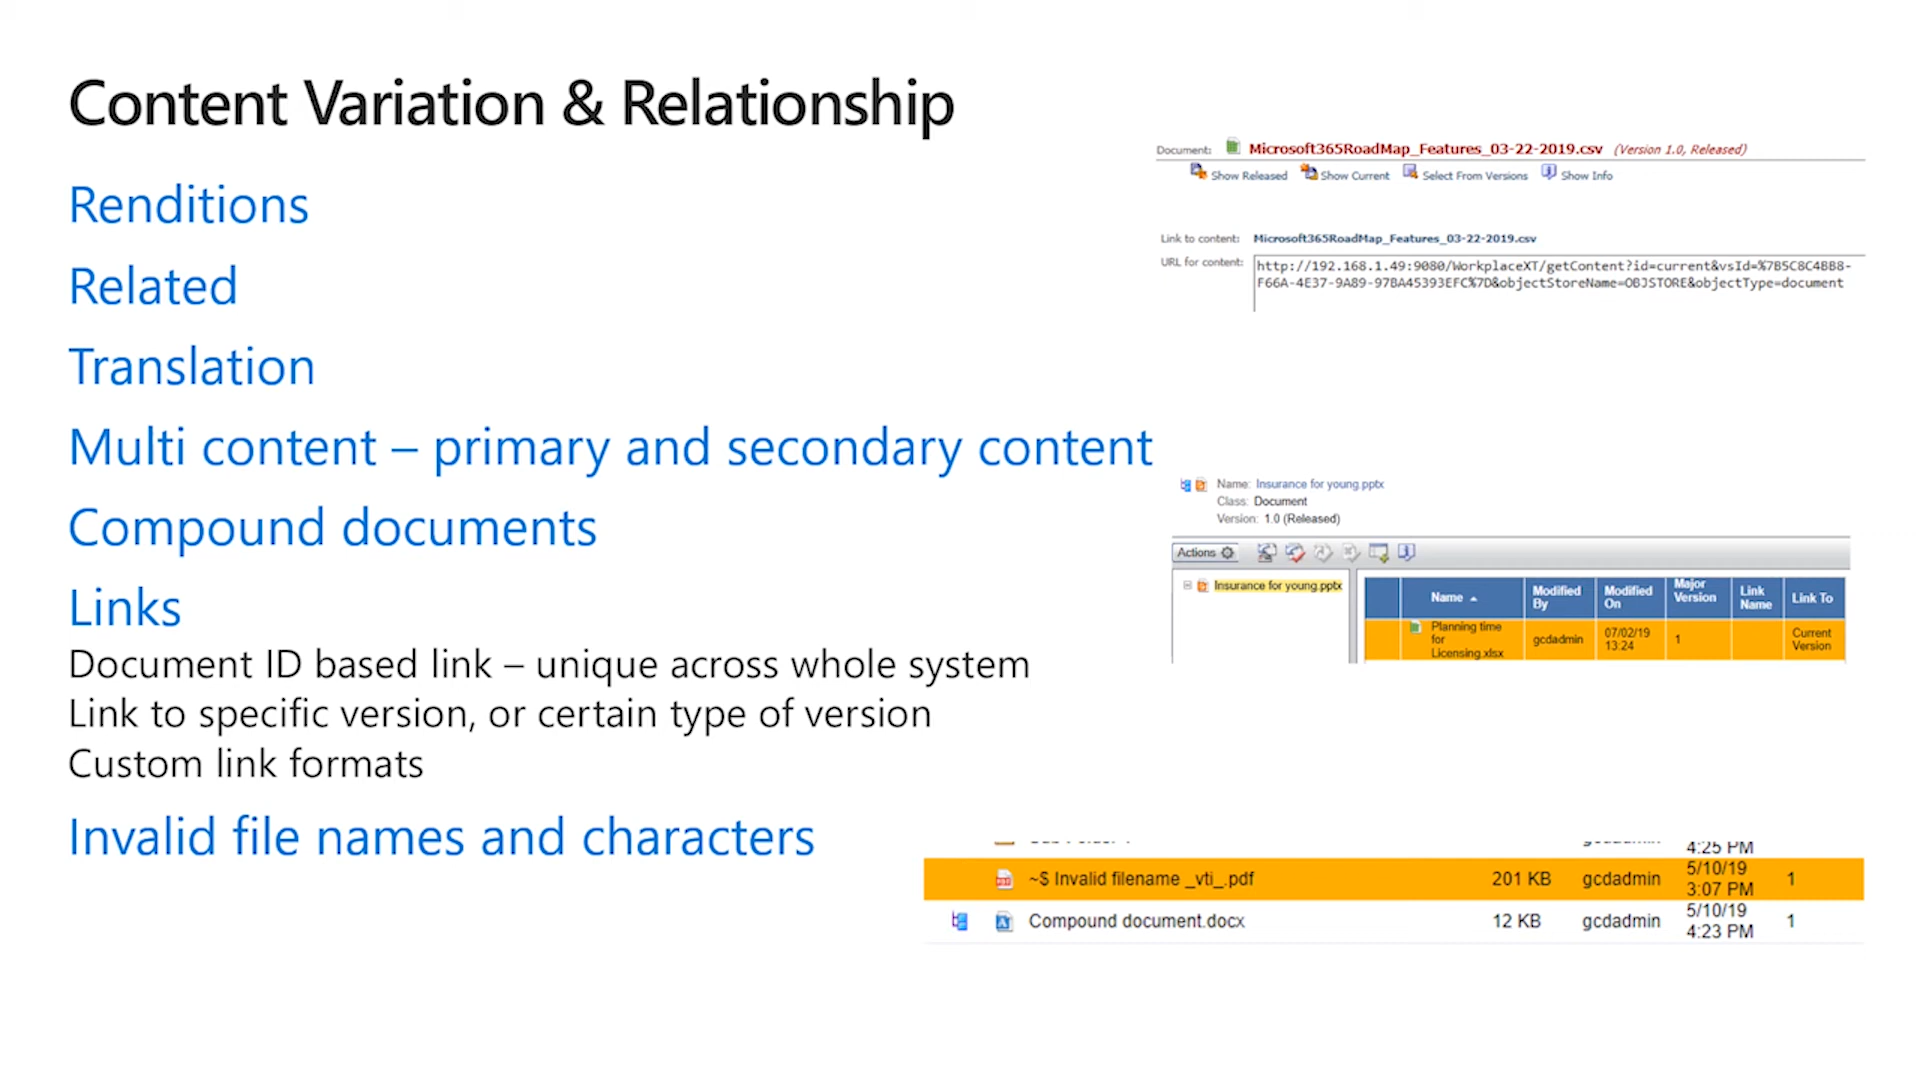 Content Variation & Relationship
Renditions
Related
Translation
Multi content – primary and secondary content
Compound documents
Links
Document ID based link – unique across whole system
Link to specific version, or certain type of version
Custom link formats
Invalid file names and characters
Document: Microsoft365RoadMap_Features_03-22-2019.csv (Version 1.0, Released)
Show Released Show Current Select From Versions Show Info
Link to content: Microsoft365RoadMap_Features_03-22-2019.csv
URL for content: http://192.168.1.49:9080/WorkplaceXT/getContent?id=current&vsId=%7B5C8C4BB8-
F66A-4E37-9A89-97BA45393EFC%7D&objectStoreName=OBJSTORE&objectType=document
Name: Insurance for young.pptx
Class: Document
Version: 1.0 (Released)
Actions
Insurance for young.pptx
Name Modified By Modified On Major Version Link Name Link To
Planning time for Licensing.xlsx gcdadmin 07/02/19 13:24 1 Current Version
4:25 PM
~$ Invalid filename _vti_.pdf 201 KB gcdadmin 5/10/19 3:07 PM 1
Compound document.docx 12 KB gcdadmin 5/10/19 4:23 PM 1